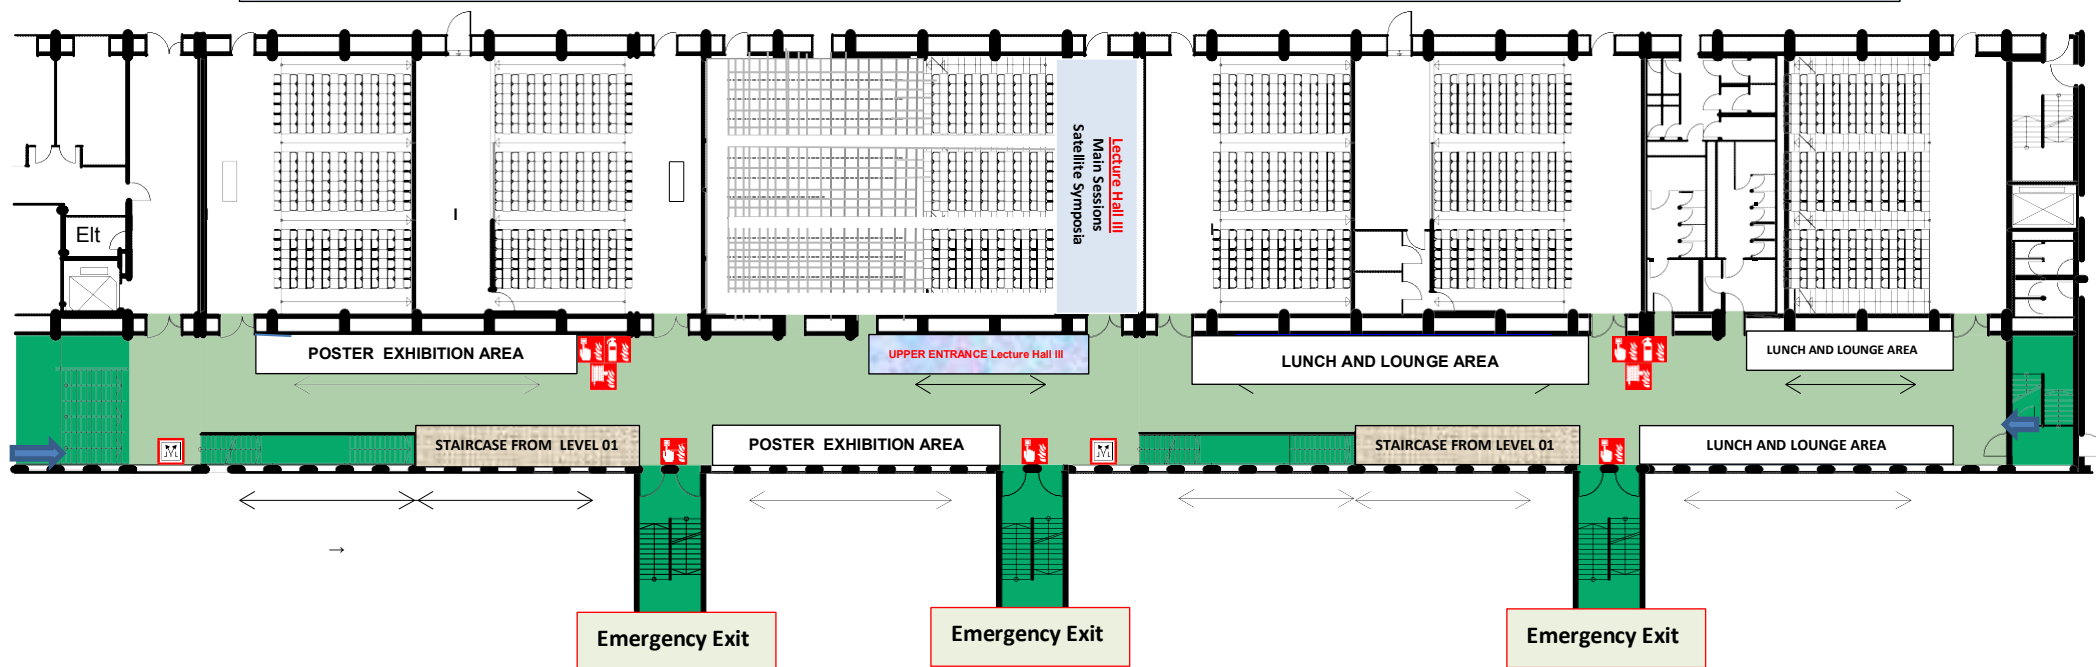 Lecture Hall III
Main Sessions
Satellite Symposia
Elt
POSTER EXHIBITION AREA
UPPER ENTRANCE Lecture Hall III
LUNCH AND LOUNGE AREA
LUNCH AND LOUNGE AREA
STAIRCASE FROM LEVEL 01
POSTER EXHIBITION AREA
STAIRCASE FROM LEVEL 01
LUNCH AND LOUNGE AREA
Emergency Exit
Emergency Exit
Emergency Exit